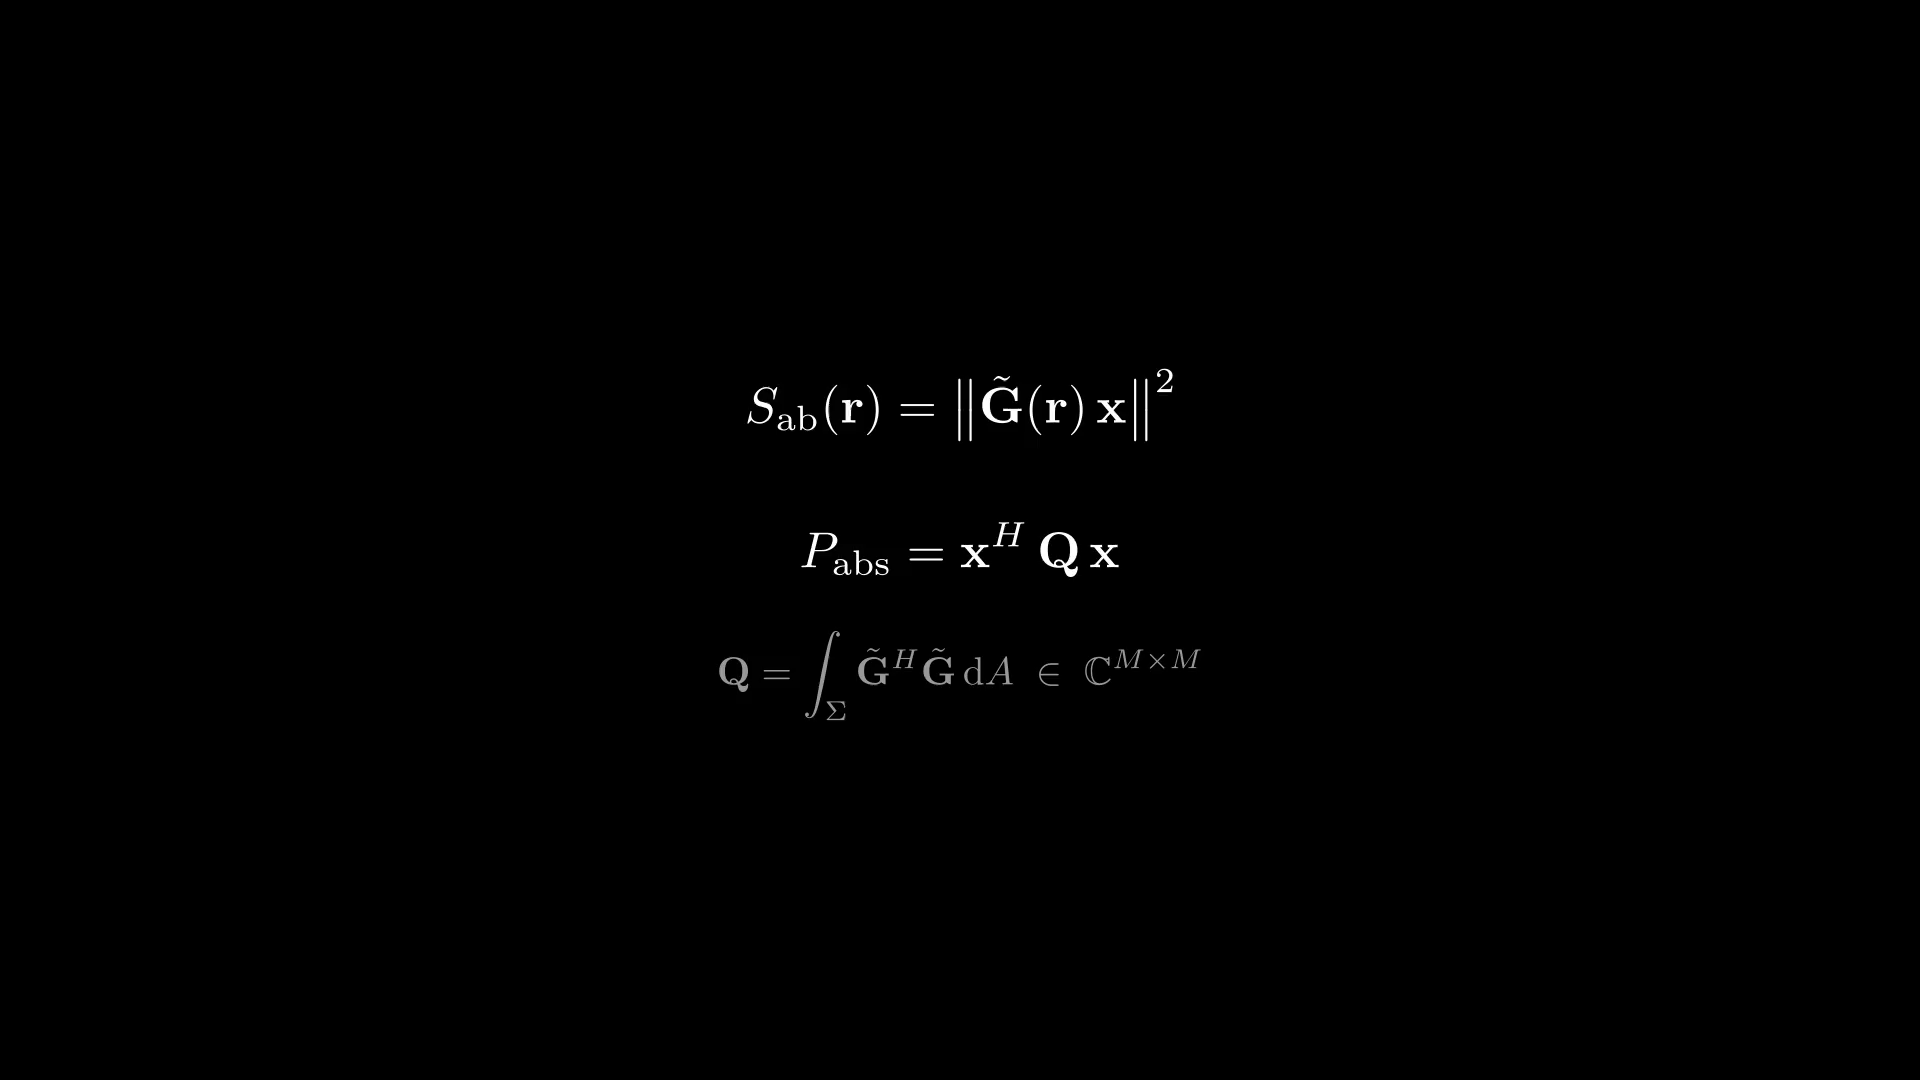 S_ab(r) = ‖G̃(r) x‖²
P_abs = x^H Q x
Q = ∫_Σ G̃^H G̃ dA ∈ ℂ^{M×M}